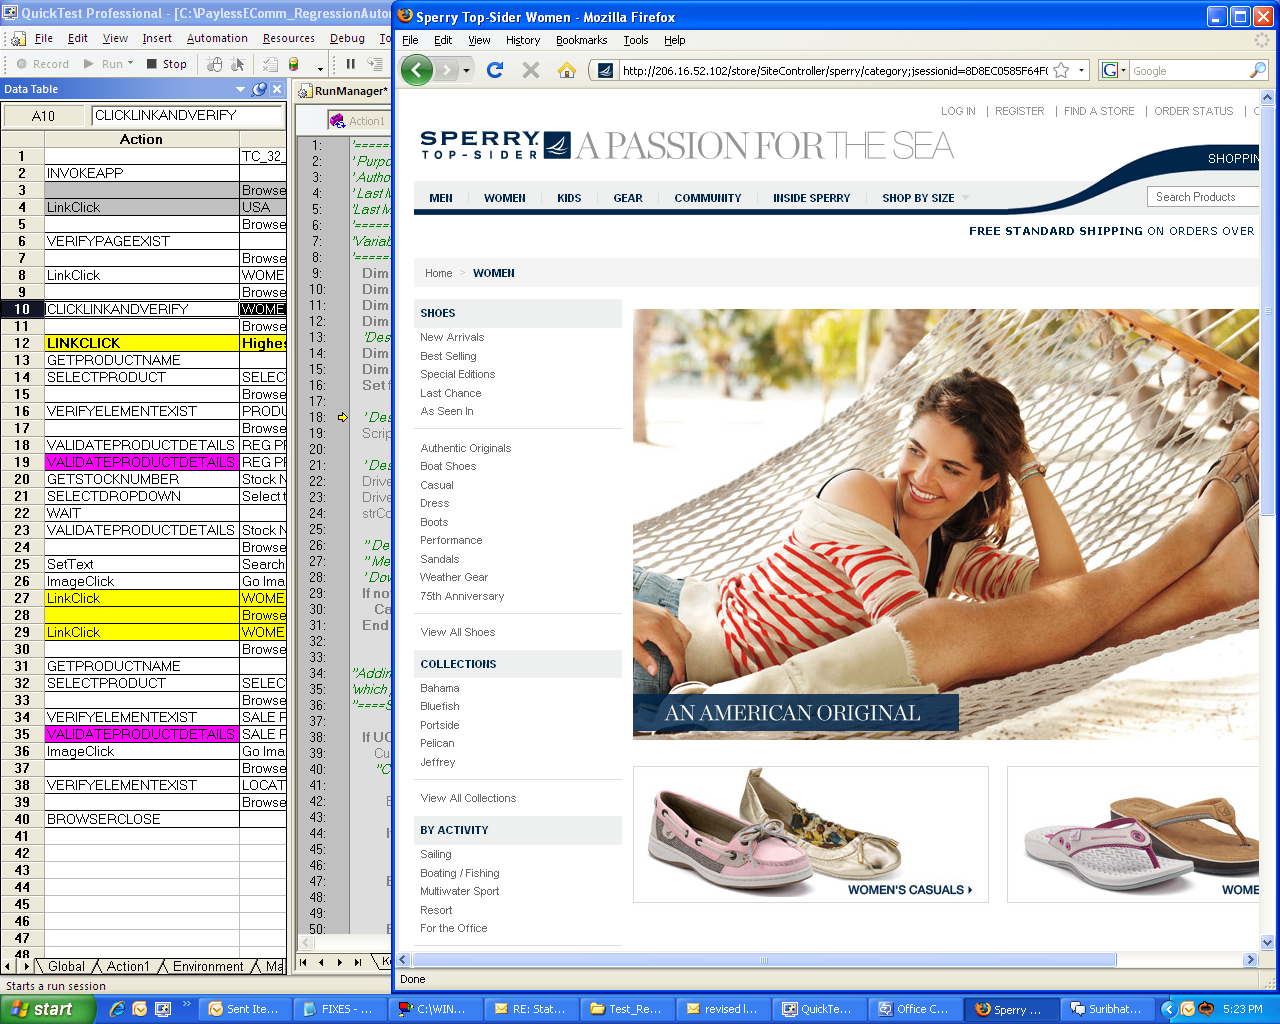 QuickTest Professional - [C:\PaylessEComm_RegressionAutom
File Edit View Insert Automation Resources Debug To
Record Run Stop
Data Table
A10 CLICKLINKANDVERIFY
Action
1 TC_32_
2 INVOKEAPP
3 Browse
4 LinkClick USA
5 Browse
6 VERIFYPAGEEXIST
7 Browse
8 LinkClick WOME
9 Browse
10 CLICKLINKANDVERIFY WOME
11 Browse
12 LINKCLICK Highes
13 GETPRODUCTNAME
14 SELECTPRODUCT SELEC
15 Browse
16 VERIFYELEMENTEXIST PRODU
17 Browse
18 VALIDATEPRODUCTDETAILS REG PR
19 VALIDATEPRODUCTDETAILS REG PR
20 GETSTOCKNUMBER Stock N
21 SELECTDROPDOWN Select t
22 WAIT
23 VALIDATEPRODUCTDETAILS Stock N
24 Browse
25 SetText Search
26 ImageClick Go Ima
27 LinkClick WOME
28 Browse
29 LinkClick WOME
30 Browse
31 GETPRODUCTNAME
32 SELECTPRODUCT SELEC
33 Browse
34 VERIFYELEMENTEXIST SALE P
35 VALIDATEPRODUCTDETAILS SALE P
36 ImageClick Go Ima
37 Browse
38 VERIFYELEMENTEXIST LOCAT
39 Browse
40 BROWSERCLOSE
41
42
43
44
45
46
47
48
Global Action1 Environment Ma
Starts a run session
RunManager*
Action1
1: '=====
2: ' Purpo
3: ' Autho
4: ' Last M
5: 'Last M
6: '=====
7: 'Variab
8: '=====
9: Dim
10: Dim
11: Dim
12: Dim
13: 'Des
14: Dim
15: Dim
16: Set f
17:
18: ' Des
19: Scrip
20:
21: ' Des
22: Drive
23: Drive
24: strCo
25:
26: '' De
27: '' Me
28: ' Dow
29: If not
30: Ca
31: End
32:
33:
34: ''Addin
35: 'which
36: ''====S
37:
38: If UC
39: Cu
40: ''C
41:
42: E
43:
44: If
45:
46:
47: E
48:
49:
50: E
Sperry Top-Sider Women - Mozilla Firefox
File Edit View History Bookmarks Tools Help
http://206.16.52.102/store/SiteController/sperry/category;jsessionid=8D8EC0585F64F Google
LOG IN | REGISTER | FIND A STORE | ORDER STATUS |
SPERRY TOP-SIDER A PASSION FOR THE SEA
SHOPPIN
MEN WOMEN KIDS GEAR COMMUNITY INSIDE SPERRY SHOP BY SIZE Search Products
FREE STANDARD SHIPPING ON ORDERS OVER
Home > WOMEN
SHOES
New Arrivals
Best Selling
Special Editions
Last Chance
As Seen In
Authentic Originals
Boat Shoes
Casual
Dress
Boots
Performance
Sandals
Weather Gear
75th Anniversary
View All Shoes
COLLECTIONS
Bahama
Bluefish
Portside
Pelican
Jeffrey
View All Collections
BY ACTIVITY
Sailing
Boating / Fishing
Multiwater Sport
Resort
For the Office
AN AMERICAN ORIGINAL
WOMEN'S CASUALS
WOME
Done
start Sent Ite... FIXES - ... C:\WIN... RE: Stat... Test_Re... revised l... QuickTe... Office C... Sperry ... Suribhat... 5:23 PM